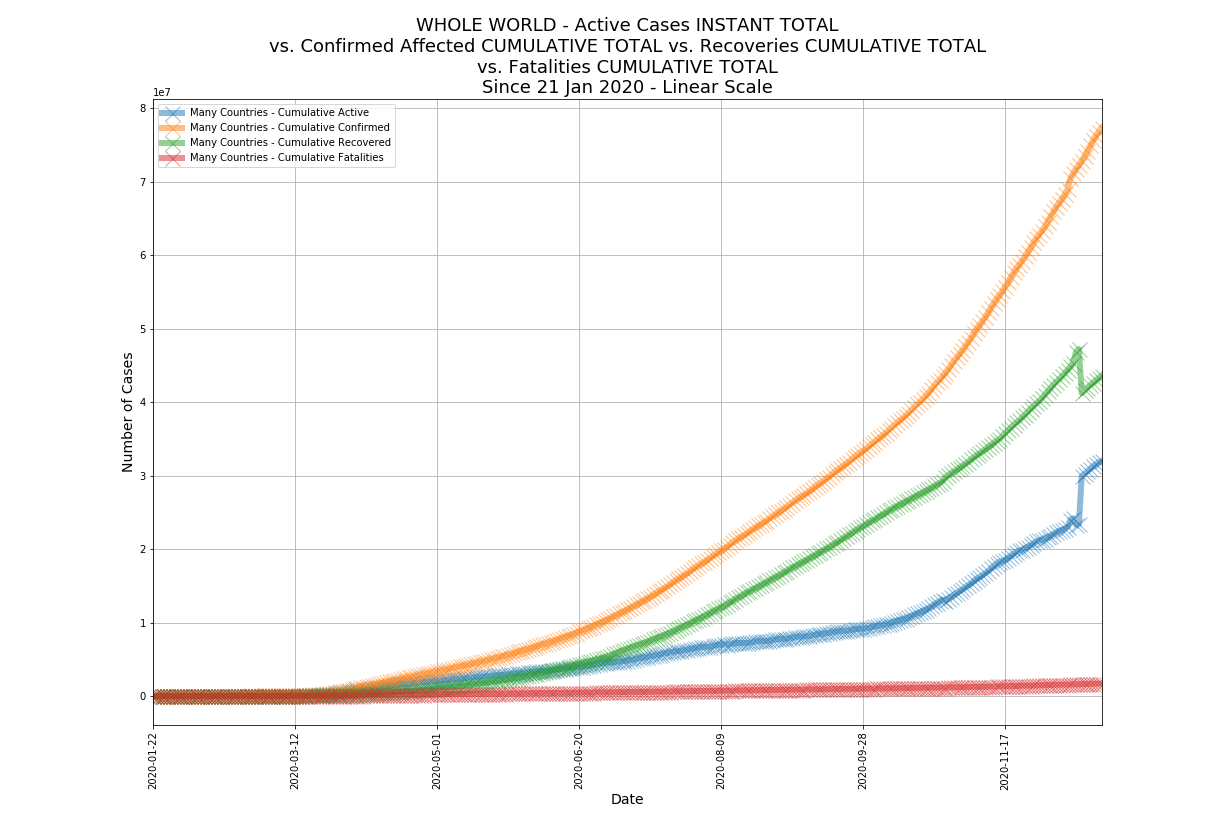 WHOLE WORLD - Active Cases INSTANT TOTAL
vs. Confirmed Affected CUMULATIVE TOTAL vs. Recoveries CUMULATIVE TOTAL
vs. Fatalities CUMULATIVE TOTAL
Since 21 Jan 2020 - Linear Scale
1e7
Many Countries - Cumulative Active
Many Countries - Cumulative Confirmed
Many Countries - Cumulative Recovered
Many Countries - Cumulative Fatalities
8
7
6
5
4
3
2
1
0
Number of Cases
2020-01-22
2020-03-12
2020-05-01
2020-06-20
2020-08-09
2020-09-28
2020-11-17
Date